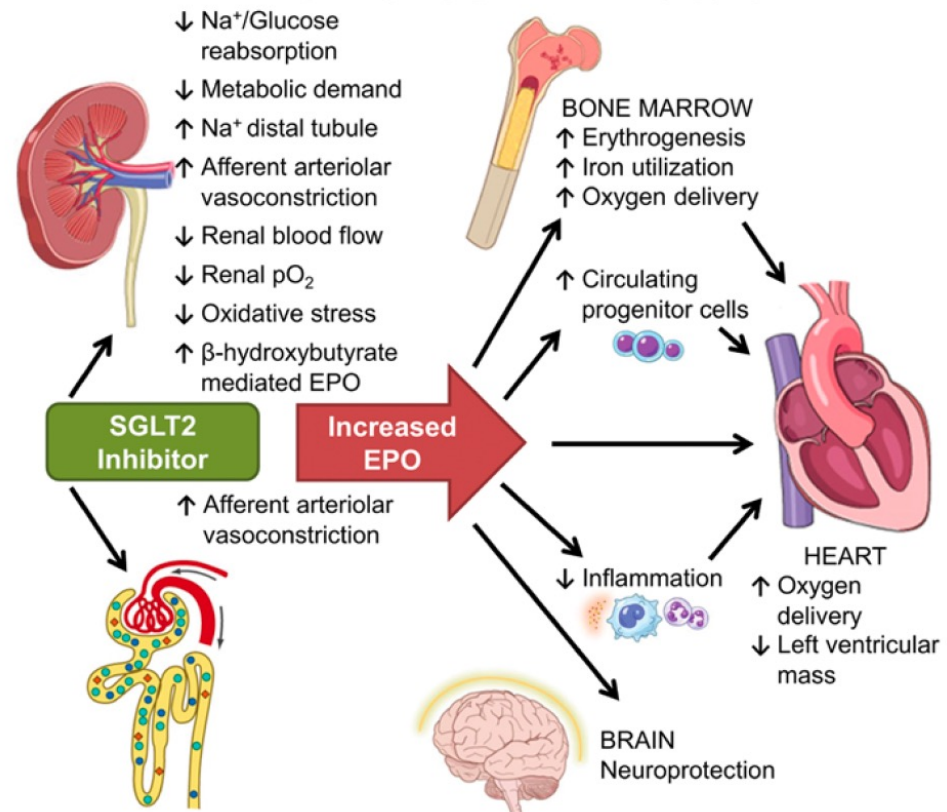 ↓ Na⁺/Glucose
reabsorption
↓ Metabolic demand
↑ Na⁺ distal tubule
↑ Afferent arteriolar
vasoconstriction
↓ Renal blood flow
↓ Renal pO₂
↓ Oxidative stress
↑ β-hydroxybutyrate
mediated EPO
SGLT2
Inhibitor
↑ Afferent arteriolar
vasoconstriction
Increased
EPO
BONE MARROW
↑ Erythrogenesis
↑ Iron utilization
↑ Oxygen delivery
↑ Circulating
progenitor cells
↓ Inflammation
HEART
↑ Oxygen
delivery
↓ Left ventricular
mass
BRAIN
Neuroprotection